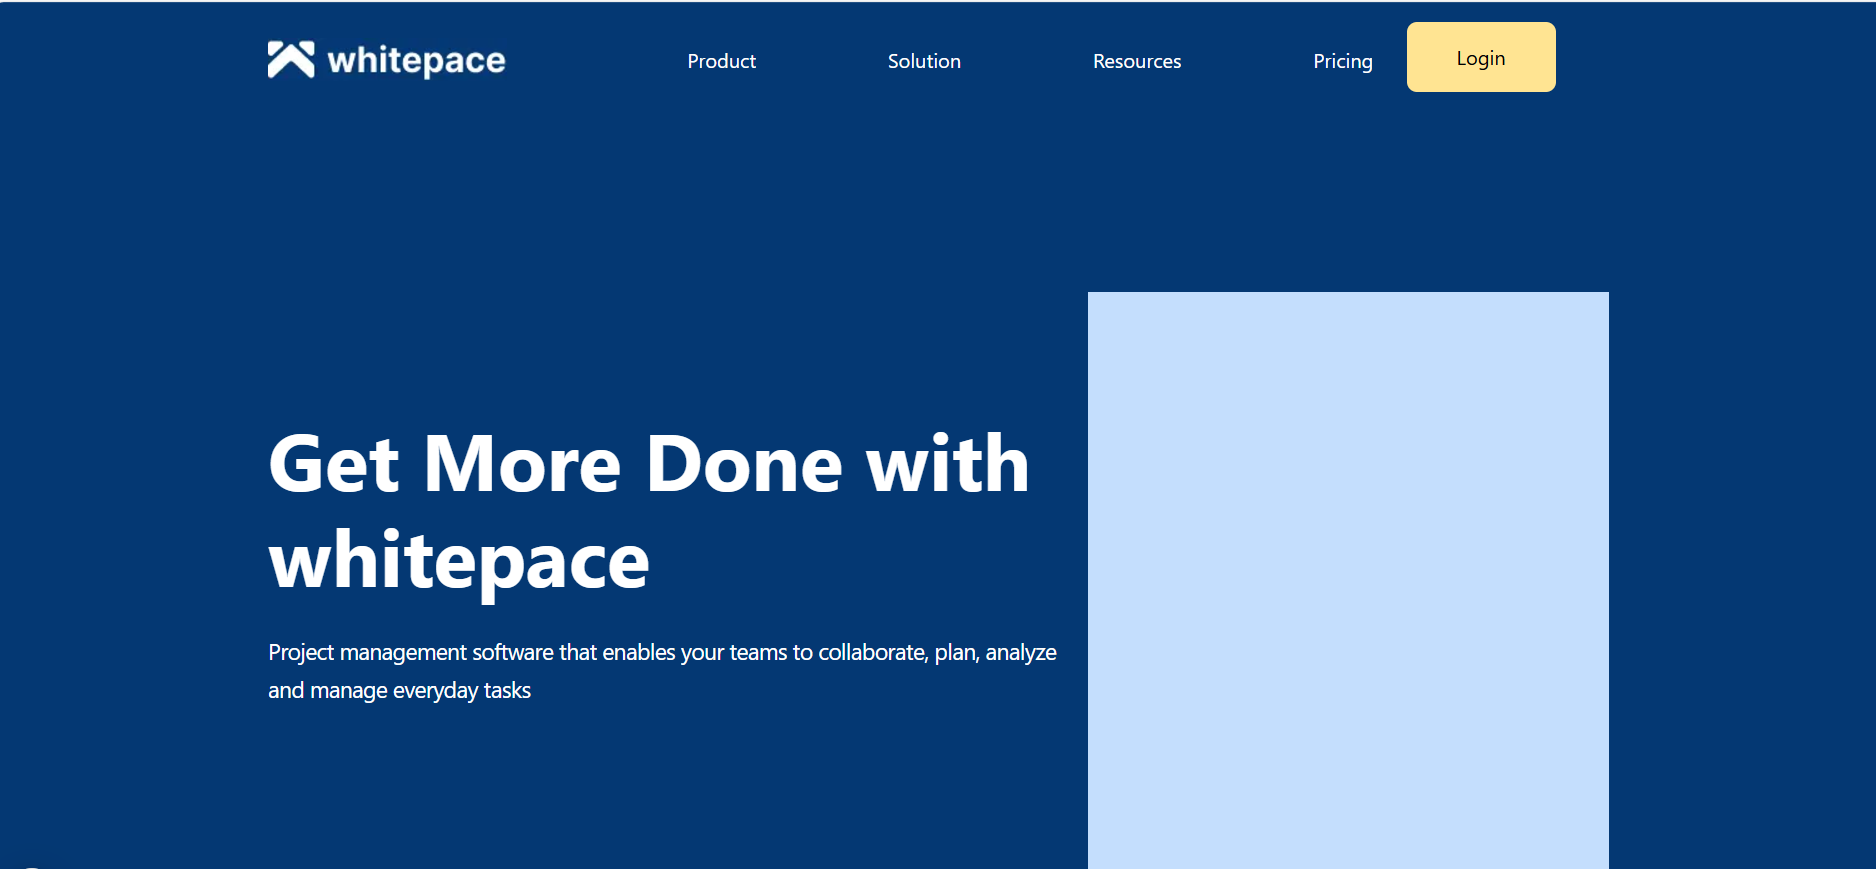 whitepace
Product
Solution
Resources
Pricing
Login
Get More Done with
whitepace
Project management software that enables your teams to collaborate, plan, analyze
and manage everyday tasks